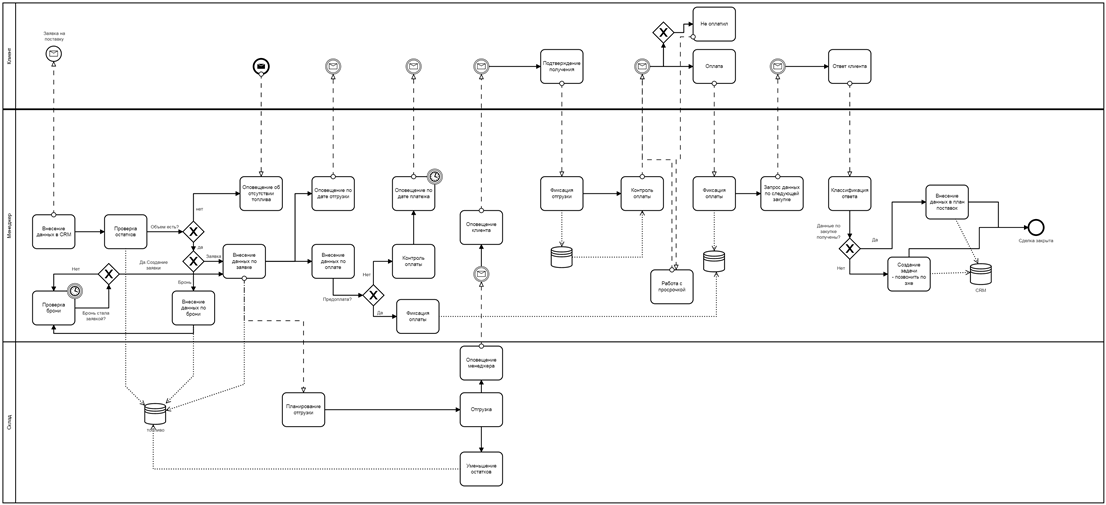 Клиент
Заявка на
поставку
Не оплатил
Подтверждение
получения
Оплата
Ответ клиента
Менеджер
Внесение
данных в CRM
Проверка
остатков
Объем есть?
нет
да
Оповещение об
отсутствии
топлива
Заявка
Бронь
Внесение
данных по
заявке
Внесение
данных по
брони
Нет
Да Создание
заявки
Проверка
брони
Бронь стала
заявкой?
Оповещение по
дате отгрузки
Внесение
данных по
оплате
Предоплата?
Нет
Да
Оповещение по
дате платежа
Контроль
оплаты
Фиксация
оплаты
Оповещение
клиента
Фиксация
отгрузки
Контроль
оплаты
Работа с
просрочкой
Фиксация
оплаты
Запрос данных
по следующей
закупке
Классификация
ответа
Данные по
закупке
получены?
Да
Нет
Внесение
данных в план
поставок
Создание
задачи
- позвонить по
CRM
Сделка закрыта
Склад
Оповещение
менеджера
Планирование
отгрузки
Отгрузка
Уменьшение
остатков